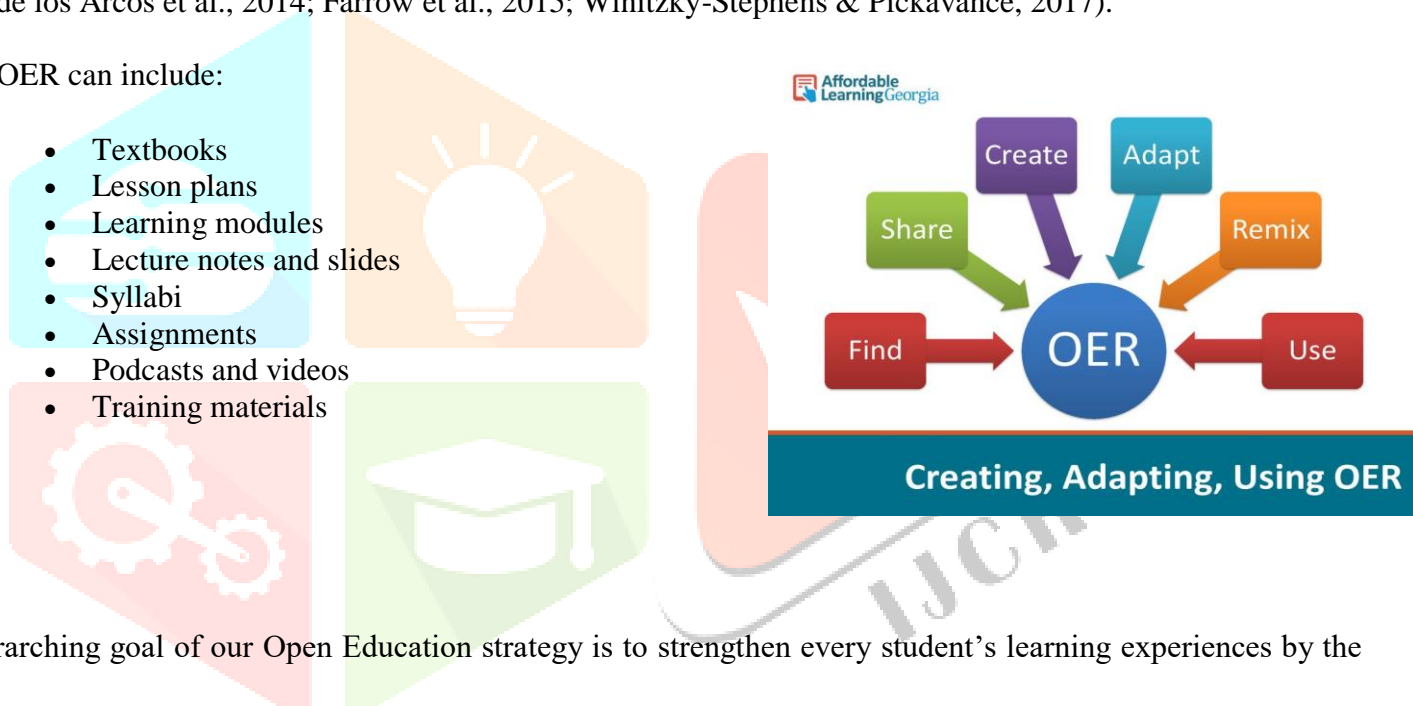 de los Arcos et al., 2014; Farrow et al., 2015; Winitzky-Stephens & Pickavance, 2017).
OER can include:
• Textbooks
• Lesson plans
• Learning modules
• Lecture notes and slides
• Syllabi
• Assignments
• Podcasts and videos
• Training materials
Affordable
LearningGeorgia
Create
Adapt
Share
Remix
Find
OER
Use
Creating, Adapting, Using OER
IJCR
rarching goal of our Open Education strategy is to strengthen every student's learning experiences by the